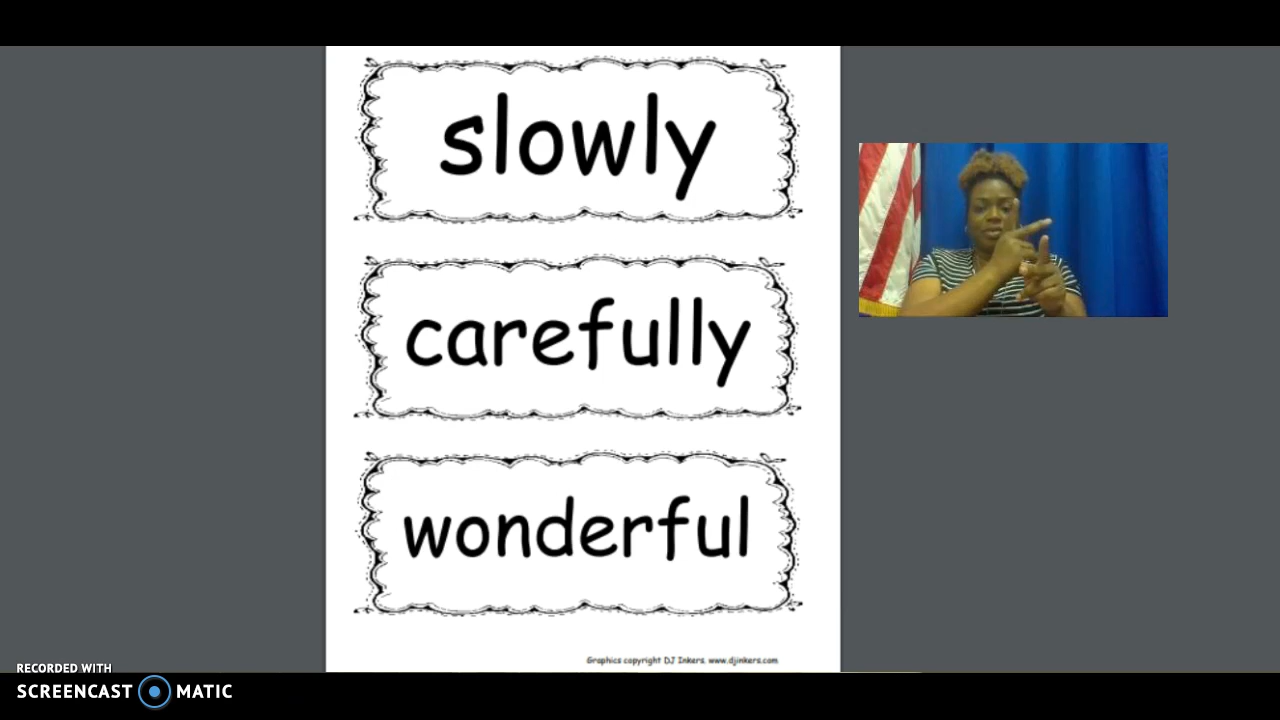 slowly
carefully
wonderful
Graphics copyright DJ Inkers. www.djinkers.com
RECORDED WITH
SCREENCAST MATIC